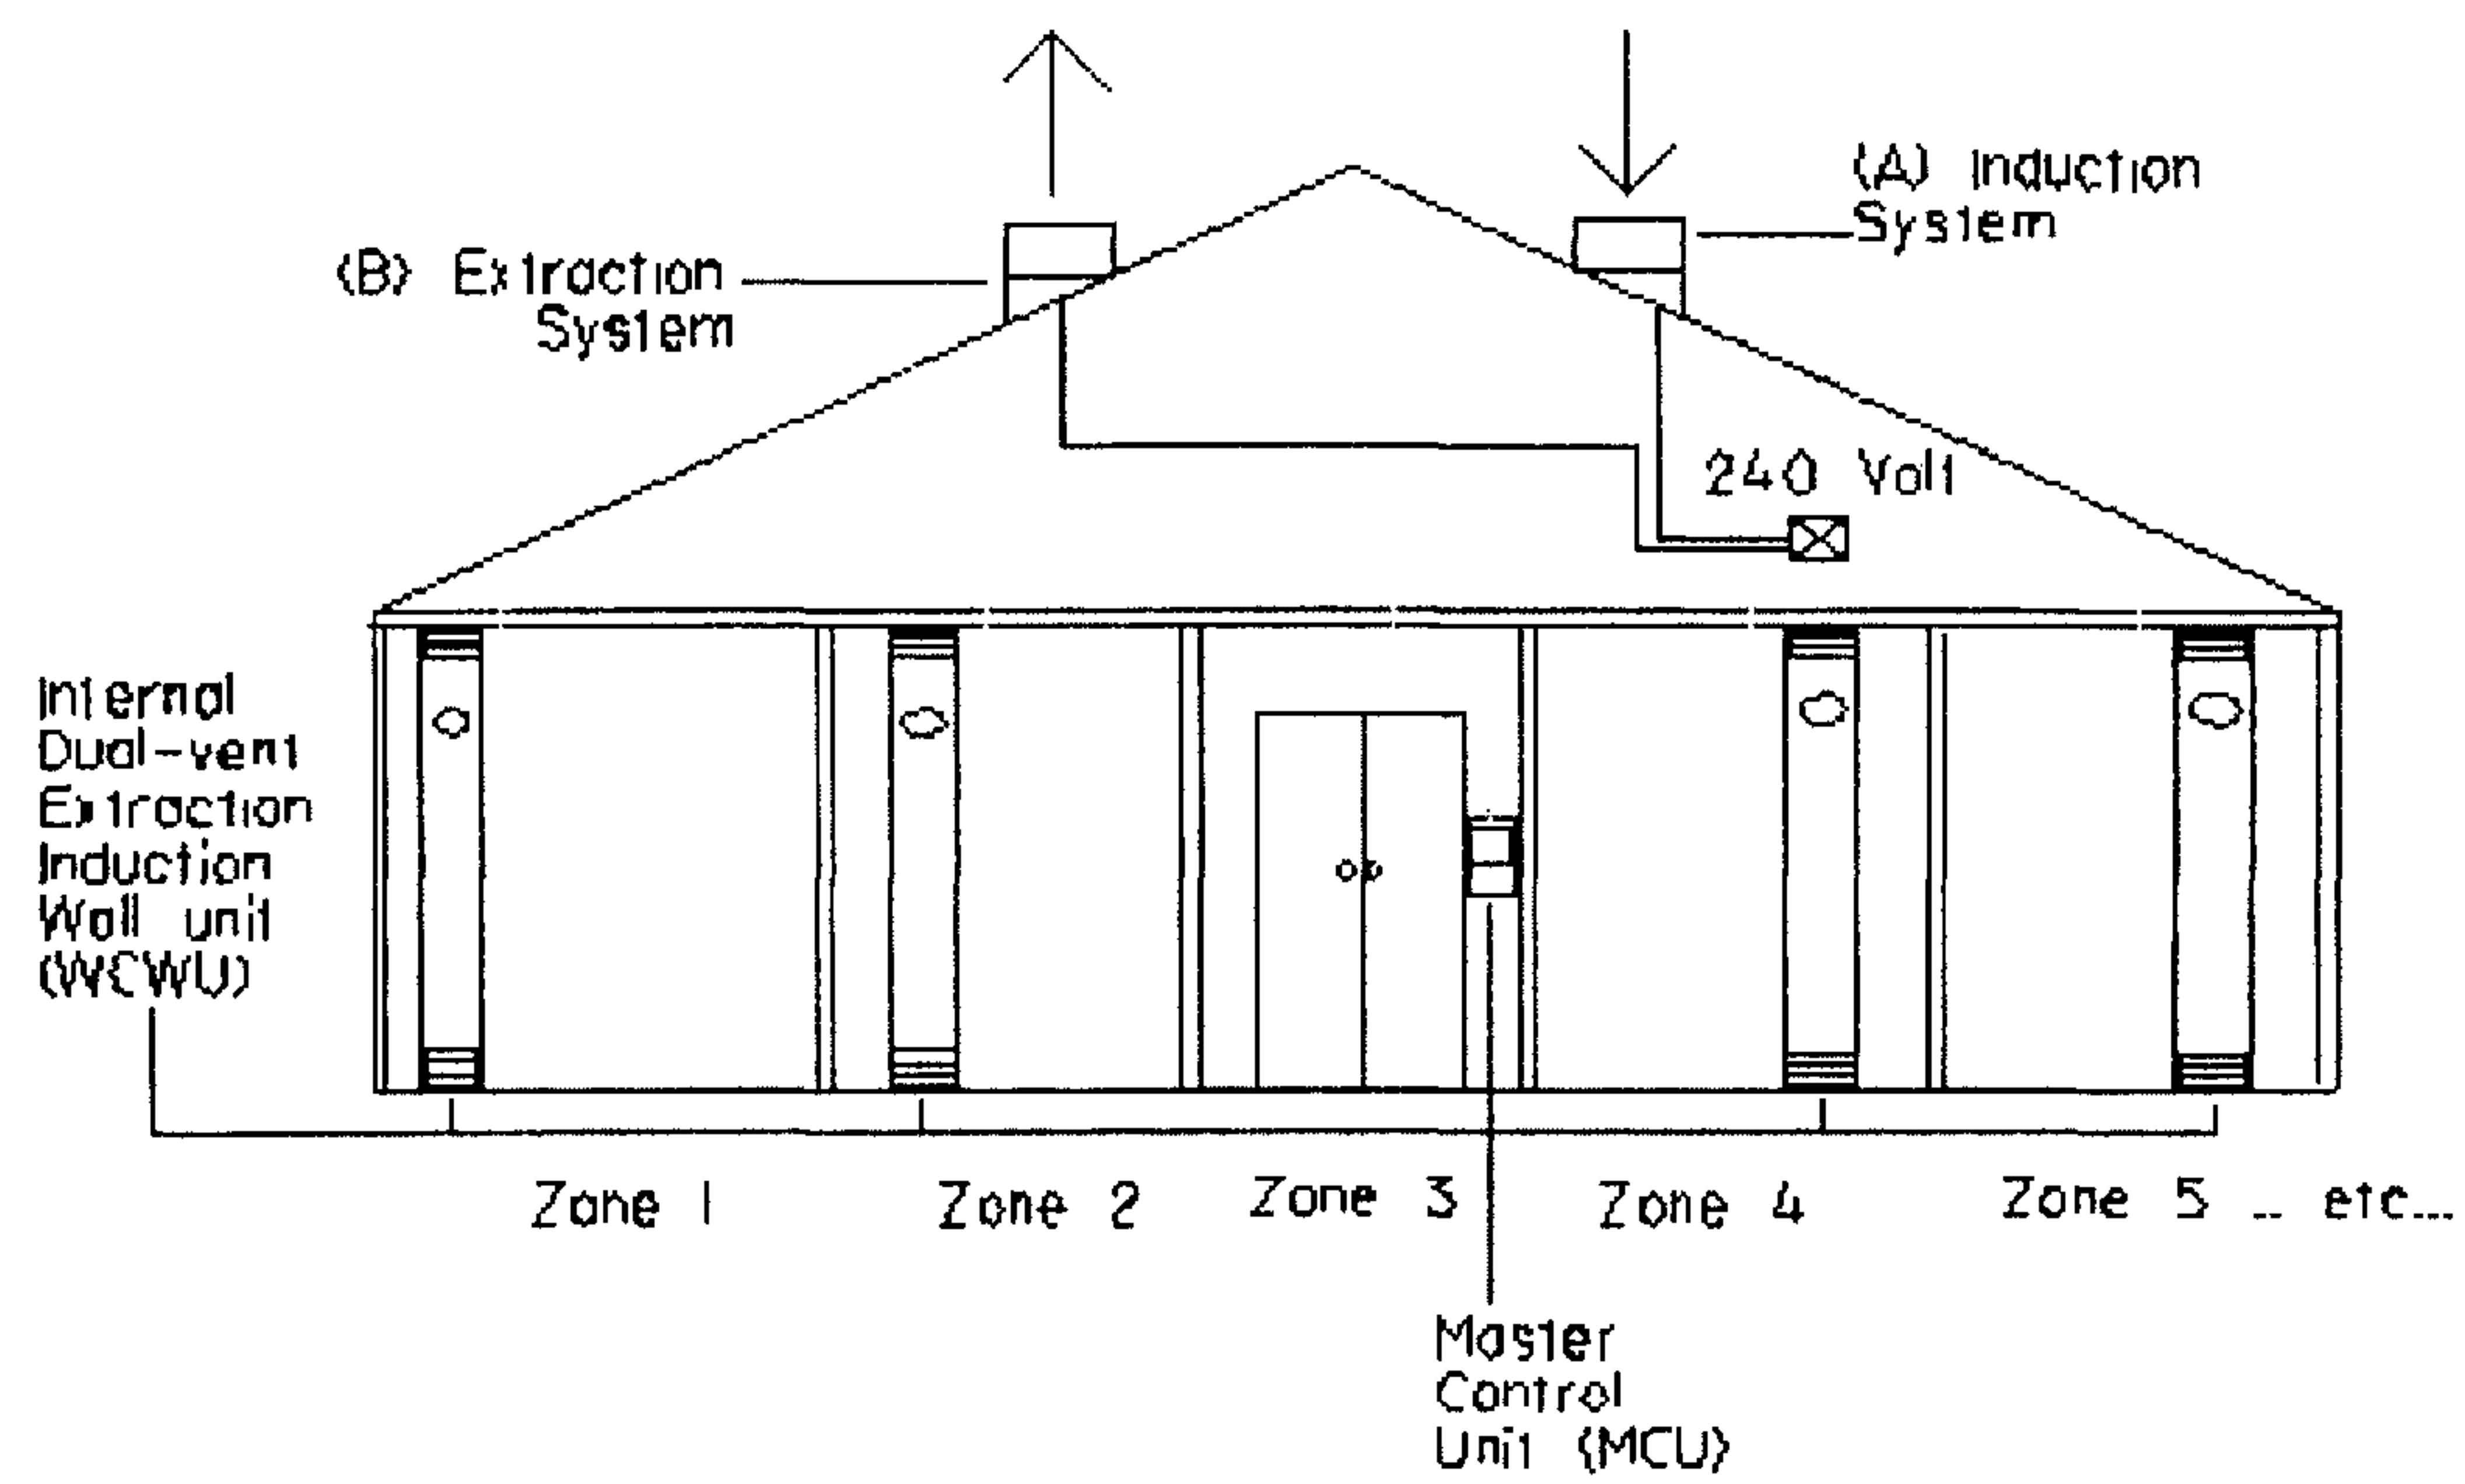 (A) Induction
System
(B) Extraction
System
240 Volt
Internal
Dual-vent
Extraction
Induction
Wall unit
(WCWU)
Zone 1
Zone 2
Zone 3
Zone 4
Zone 5 .. etc...
Master
Control
Unit (MCU)